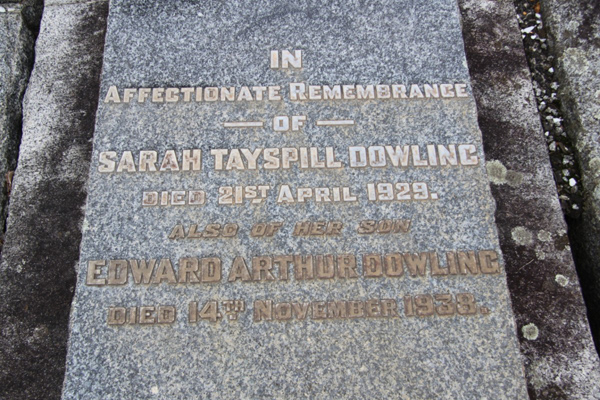 IN
AFFECTIONATE REMEMBRANCE
— OF —
SARAH TAYSPILL DOWLING
DIED 21ST APRIL 1929.
ALSO OF HER SON
EDWARD ARTHUR DOWLING
DIED 14TH NOVEMBER 1938.